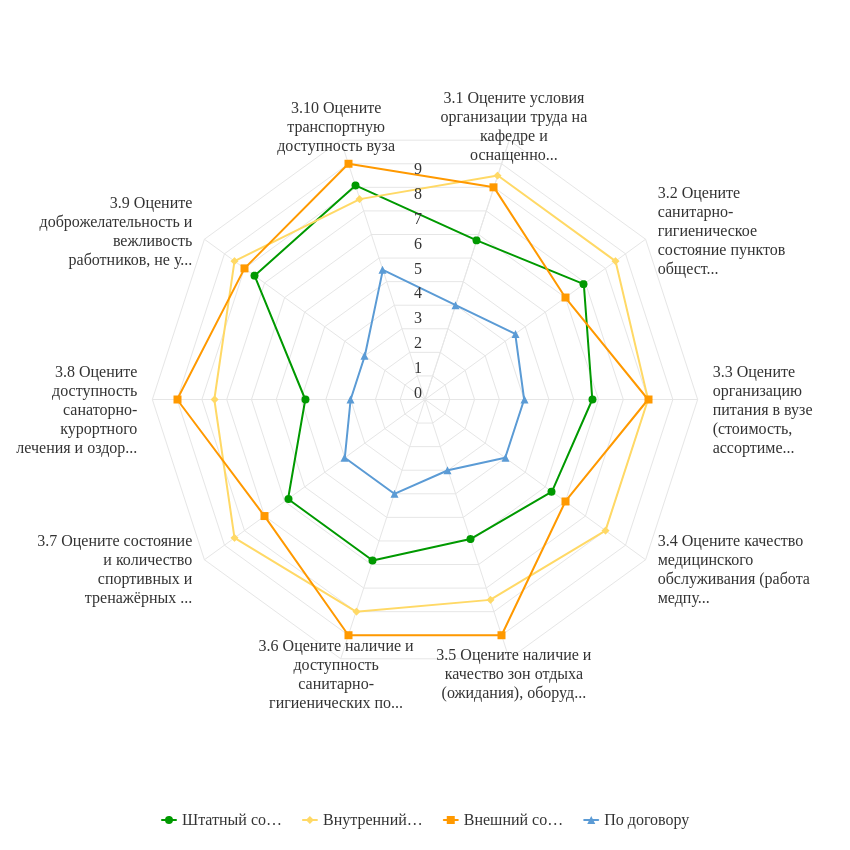 3.1 Оцените условия
организации труда на
кафедре и
оснащенно...
3.2 Оцените
санитарно-
гигиеническое
состояние пунктов
общест...
3.3 Оцените
организацию
питания в вузе
(стоимость,
ассортиме...
3.4 Оцените качество
медицинского
обслуживания (работа
медпу...
3.5 Оцените наличие и
качество зон отдыха
(ожидания), оборуд...
3.6 Оцените наличие и
доступность
санитарно-
гигиенических по...
3.7 Оцените состояние
и количество
спортивных и
тренажёрных ...
3.8 Оцените
доступность
санаторно-
курортного
лечения и оздор...
3.9 Оцените
доброжелательность и
вежливость
работников, не у...
3.10 Оцените
транспортную
доступность вуза
9
8
7
6
5
4
3
2
1
0
Штатный со…
Внутренний…
Внешний со…
По договору